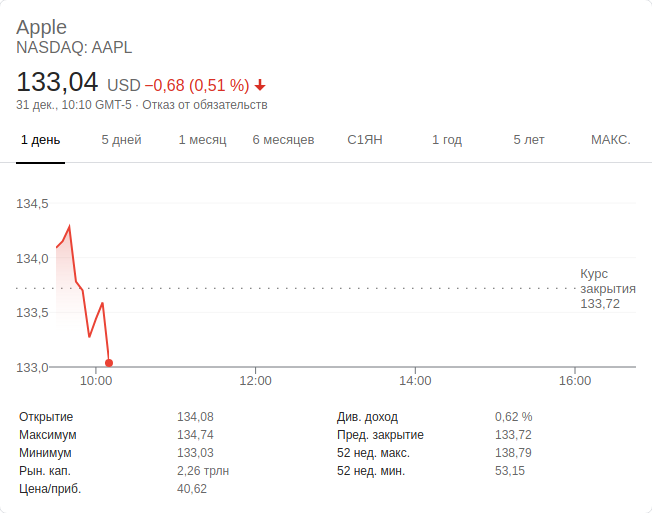 Apple
NASDAQ: AAPL
133,04 USD −0,68 (0,51 %)
31 дек., 10:10 GMT-5 · Отказ от обязательств
1 день 5 дней 1 месяц 6 месяцев С1ЯН 1 год 5 лет МАКС.
134,5
134,0
133,5
133,0
Курс
закрытия
133,72
10:00 12:00 14:00 16:00
Открытие 134,08
Максимум 134,74
Минимум 133,03
Рын. кап. 2,26 трлн
Цена/приб. 40,62
Див. доход 0,62 %
Пред. закрытие 133,72
52 нед. макс. 138,79
52 нед. мин. 53,15